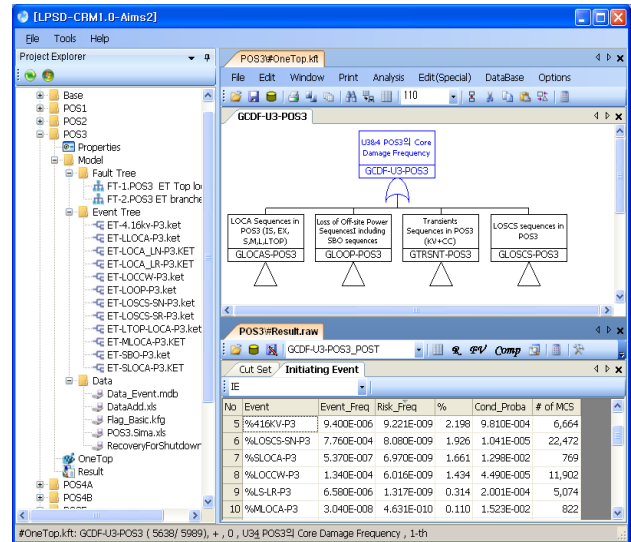 [LPSD-CRM1.0-Aims2]
File Tools Help
Project Explorer
Base
POS1
POS2
POS3
Properties
Model
Fault Tree
FT-1.POS3 ET Top lo
FT-2.POS3 ET branche
Event Tree
ET-4.16kv-P3.ket
ET-LLOCA-P3.ket
ET-LOCA_LN-P3.KET
ET-LOCA_LR-P3.KET
ET-LOCCW-P3.ket
ET-LOOP-P3.ket
ET-LOSCS-SN-P3.ket
ET-LOSCS-SR-P3.ket
ET-LTOP-LOCA-P3.ket
ET-MLOCA-P3.KET
ET-SBO-P3.ket
ET-SLOCA-P3.KET
Data
Data_Event.mdb
DataAdd.xls
Flag_Basic.kfg
POS3.Sima.xls
RecoveryForShutdown
OneTop
Result
POS4A
POS4B
POS3\#OneTop.kft
File Edit Window Print Analysis Edit(Special) DataBase Options
110
GCDF-U3-POS3
U3&4 POS3의 Core
Damage Frequency
GCDF-U3-POS3
LOCA Sequences in
POS3 (IS, EX,
S,M,L,LTOP)
GLOCAS-POS3
Loss of Off-site Power
SequencesI including
SBO sequences
GLOOP-POS3
Transients
Sequences in POS3
(KV+CC)
GTRSNT-POS3
LOSCS sequences in
POS3
GLOSCS-POS3
POS3\#Result.raw
GCDF-U3-POS3_POST R FV Comp
Cut Set Initiating Event
IE
No Event Event_Freq Risk_Freq % Cond_Proba # of MCS
5 %416KV-P3 9.400E-006 9.221E-009 2.198 9.810E-004 6,664
6 %LOSCS-SN-P3 7.760E-004 8.080E-009 1.926 1.041E-005 22,472
7 %SLOCA-P3 5.370E-007 6.970E-009 1.661 1.298E-002 769
8 %LOCCW-P3 1.340E-004 6.016E-009 1.434 4.490E-005 11,902
9 %LS-LR-P3 6.580E-006 1.317E-009 0.314 2.001E-004 5,074
10 %MLOCA-P3 3.040E-008 4.631E-010 0.110 1.523E-002 822
#OneTop.kft: GCDF-U3-POS3 ( 5638/ 5989), + , 0 , U34 POS3의 Core Damage Frequency , 1-th